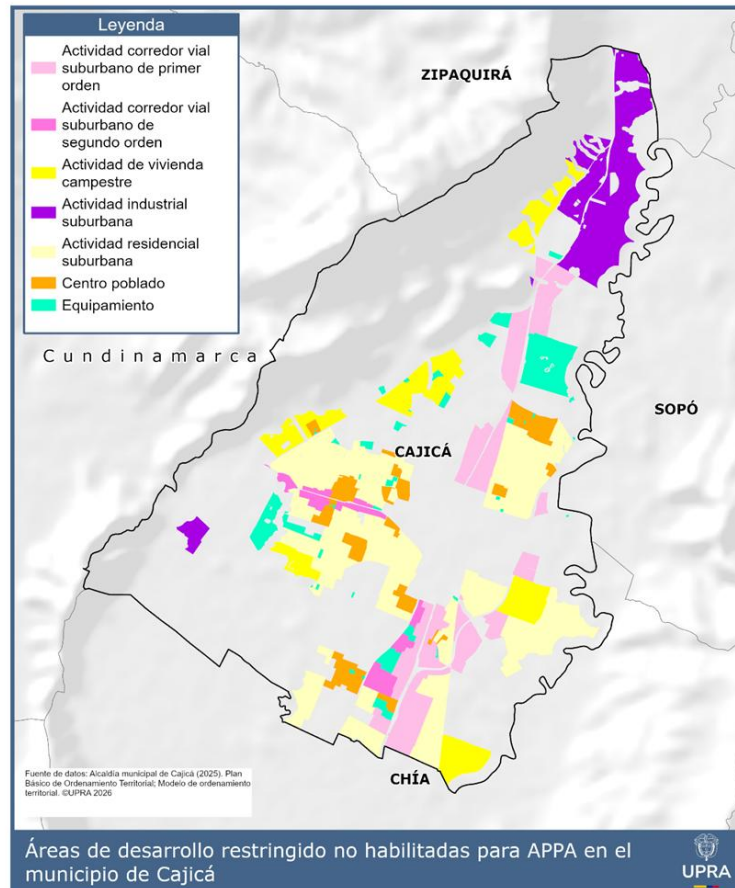 Leyenda
Actividad corredor vial
suburbano de primer
orden
Actividad corredor vial
suburbano de
segundo orden
Actividad de vivienda
campestre
Actividad industrial
suburbana
Actividad residencial
suburbana
Centro poblado
Equipamiento
ZIPAQUIRÁ
Cundinamarca
SOPÓ
CAJICÁ
CHÍA
Fuente de datos: Alcaldía municipal de Cajicá (2025). Plan
Básico de Ordenamiento Territorial; Modelo de ordenamiento
territorial. ©UPRA 2026
Áreas de desarrollo restringido no habilitadas para APPA en el
municipio de Cajicá
UPRA